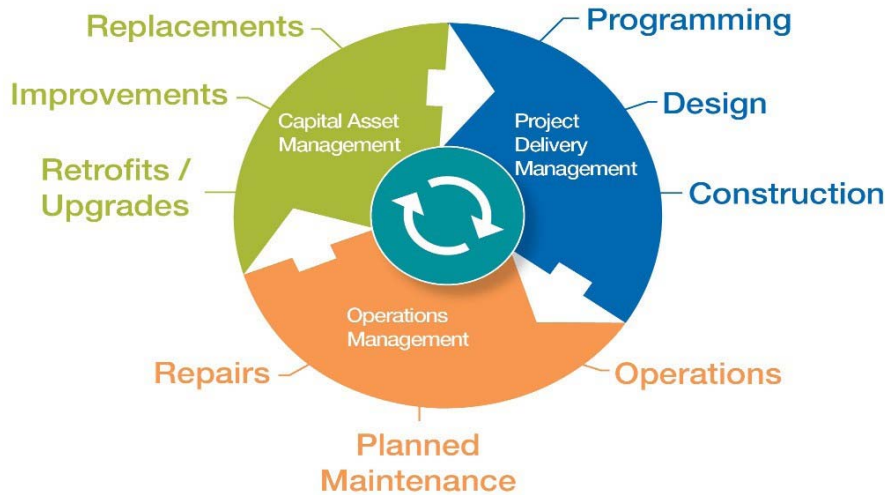 Replacements
Improvements
Retrofits /
Upgrades
Capital Asset
Management
Programming
Design
Construction
Project
Delivery
Management
Operations
Management
Operations
Planned
Maintenance
Repairs